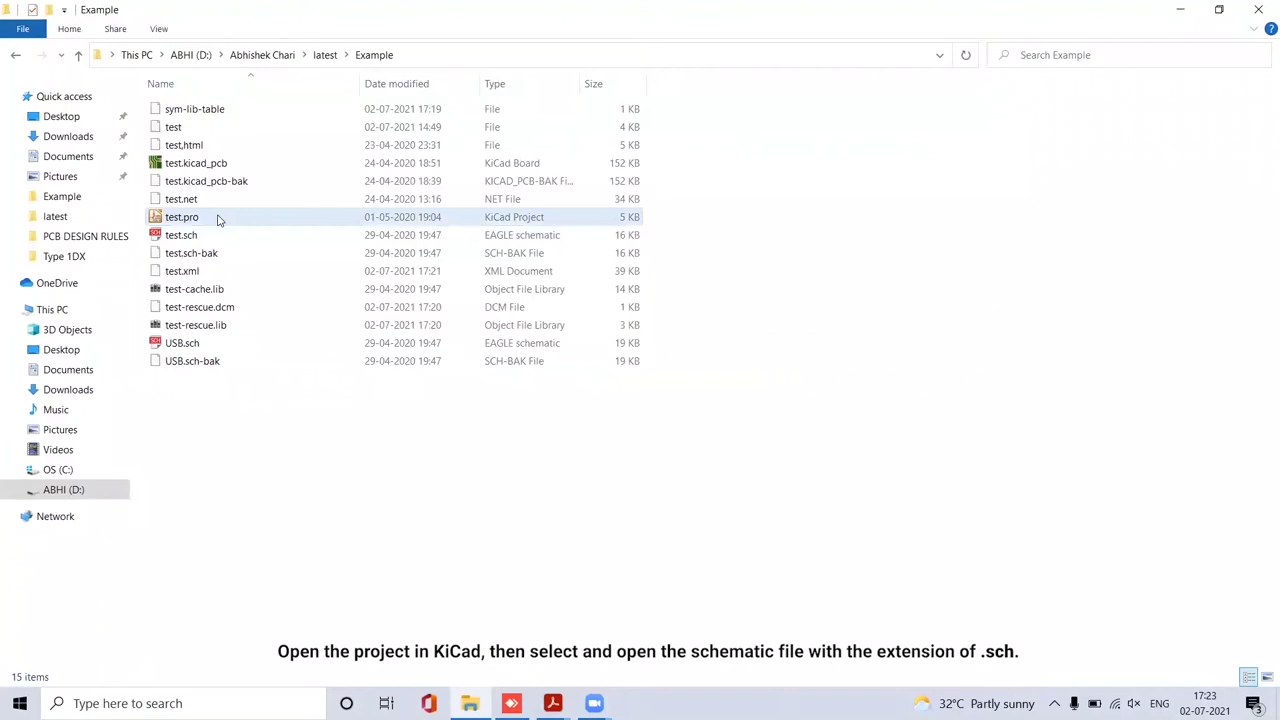 Example
File Home Share View
This PC ABHI (D:) Abhishek Chari latest Example Search Example
Name Date modified Type Size
Quick access
Desktop
Downloads
Documents
Pictures
Example
latest
PCB DESIGN RULES
Type 1DX
OneDrive
This PC
3D Objects
Desktop
Documents
Downloads
Music
Pictures
Videos
OS (C:)
ABHI (D:)
Network
sym-lib-table 02-07-2021 17:19 File 1 KB
test 02-07-2021 14:49 File 4 KB
test,html 23-04-2020 23:31 File 5 KB
test.kicad_pcb 24-04-2020 18:51 KiCad Board 152 KB
test.kicad_pcb-bak 24-04-2020 18:39 KICAD_PCB-BAK Fi... 152 KB
test.net 24-04-2020 13:16 NET File 34 KB
test.pro 01-05-2020 19:04 KiCad Project 5 KB
test.sch 29-04-2020 19:47 EAGLE schematic 16 KB
test.sch-bak 29-04-2020 19:47 SCH-BAK File 16 KB
test.xml 02-07-2021 17:21 XML Document 39 KB
test-cache.lib 29-04-2020 19:47 Object File Library 14 KB
test-rescue.dcm 02-07-2021 17:20 DCM File 1 KB
test-rescue.lib 02-07-2021 17:20 Object File Library 3 KB
USB.sch 29-04-2020 19:47 EAGLE schematic 19 KB
USB.sch-bak 29-04-2020 19:47 SCH-BAK File 19 KB
Open the project in KiCad, then select and open the schematic file with the extension of .sch.
15 items
Type here to search
32°C Partly sunny
ENG
17:23
02-07-2021
3